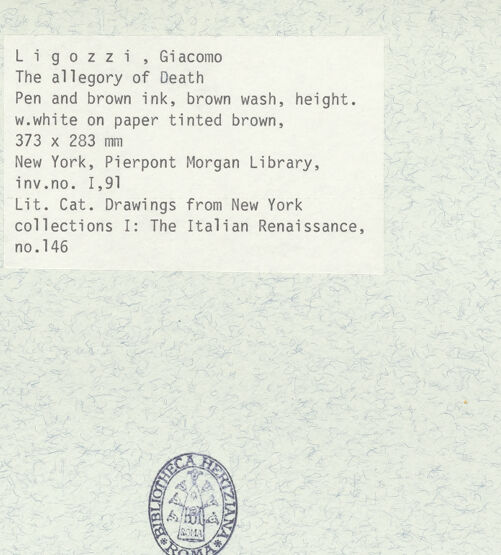 L i g o z z i , Giacomo
The allegory of Death
Pen and brown ink, brown wash, height.
w.white on paper tinted brown,
373 x 283 mm
New York, Pierpont Morgan Library,
inv.no. I,91
Lit. Cat. Drawings from New York
collections I: The Italian Renaissance,
no.146
BIBLIOTHECA HERTZIANA
ROMA
* ROMA *